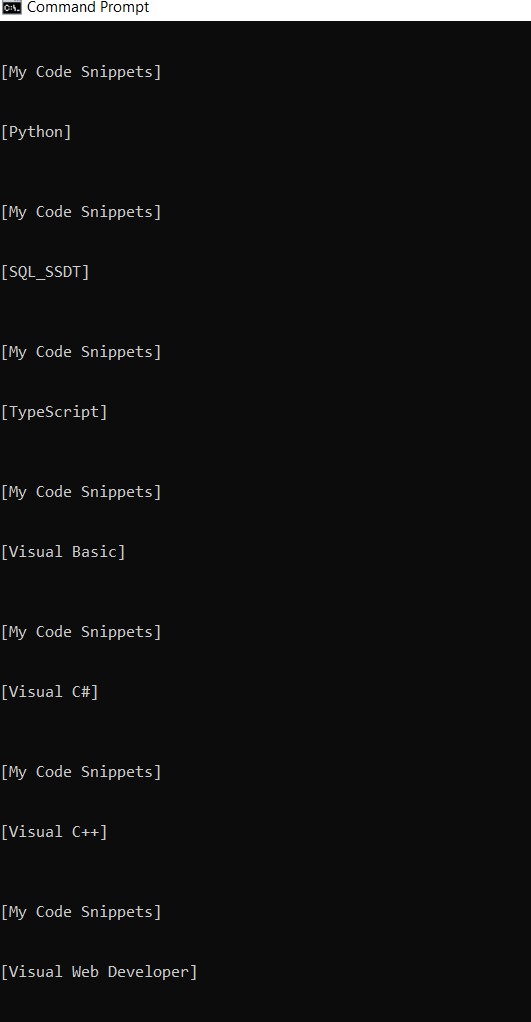 Command Prompt
[My Code Snippets]
[Python]
[My Code Snippets]
[SQL_SSDT]
[My Code Snippets]
[TypeScript]
[My Code Snippets]
[Visual Basic]
[My Code Snippets]
[Visual C#]
[My Code Snippets]
[Visual C++]
[My Code Snippets]
[Visual Web Developer]